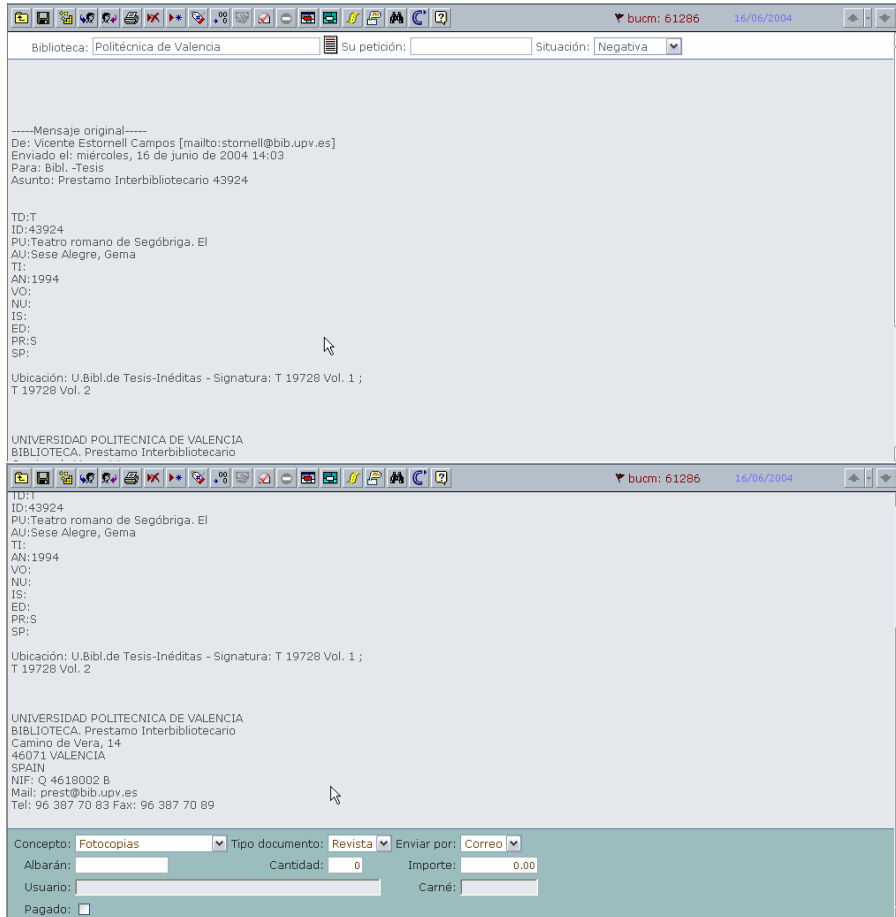 bucm: 61286 16/06/2004
Biblioteca: Politécnica de Valencia Su petición: Situación: Negativa
-----Mensaje original-----
De: Vicente Estornell Campos [mailto:stornell@bib.upv.es]
Enviado el: miércoles, 16 de junio de 2004 14:03
Para: Bibl. -Tesis
Asunto: Prestamo Interbibliotecario 43924
TD:T
ID:43924
PU:Teatro romano de Segóbriga. El
AU:Sese Alegre, Gema
TI:
AN:1994
VO:
NU:
IS:
ED:
PR:S
SP:
Ubicación: U.Bibl.de Tesis-Inéditas - Signatura: T 19728 Vol. 1 ;
T 19728 Vol. 2
UNIVERSIDAD POLITECNICA DE VALENCIA
BIBLIOTECA. Prestamo Interbibliotecario
bucm: 61286 16/06/2004
TD:T
ID:43924
PU:Teatro romano de Segóbriga. El
AU:Sese Alegre, Gema
TI:
AN:1994
VO:
NU:
IS:
ED:
PR:S
SP:
Ubicación: U.Bibl.de Tesis-Inéditas - Signatura: T 19728 Vol. 1 ;
T 19728 Vol. 2
UNIVERSIDAD POLITECNICA DE VALENCIA
BIBLIOTECA. Prestamo Interbibliotecario
Camino de Vera, 14
46071 VALENCIA
SPAIN
NIF: Q 4618002 B
Mail: prest@bib.upv.es
Tel: 96 387 70 83 Fax: 96 387 70 89
Concepto: Fotocopias Tipo documento: Revista Enviar por: Correo
Albarán: Cantidad: 0 Importe: 0.00
Usuario: Carné:
Pagado: